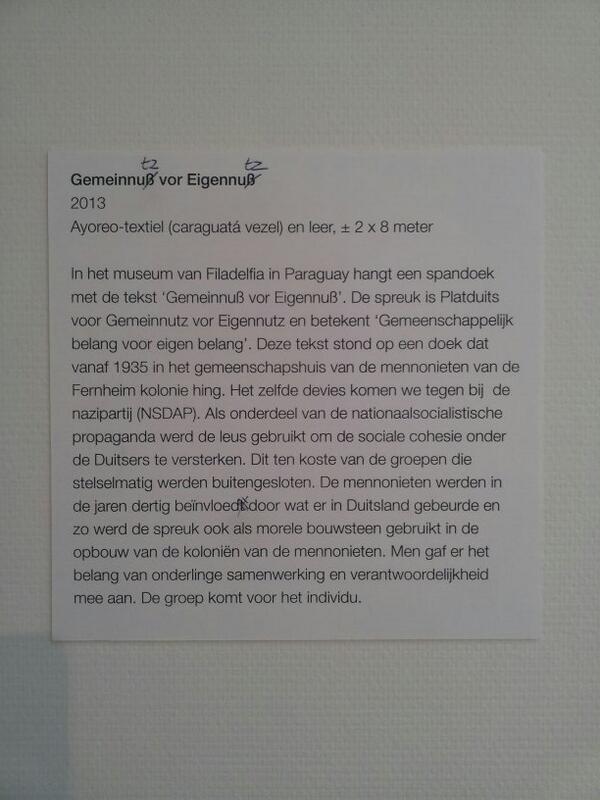 tz tz
Gemeinnuß vor Eigennuß
2013
Ayoreo-textiel (caraguatá vezel) en leer, ± 2 x 8 meter
In het museum van Filadelfia in Paraguay hangt een spandoek
met de tekst ‘Gemeinnuß vor Eigennuß’. De spreuk is Platduits
voor Gemeinnutz vor Eigennutz en betekent ‘Gemeenschappelijk
belang voor eigen belang’. Deze tekst stond op een doek dat
vanaf 1935 in het gemeenschapshuis van de mennonieten van de
Fernheim kolonie hing. Het zelfde devies komen we tegen bij de
nazipartij (NSDAP). Als onderdeel van de nationaalsocialistische
propaganda werd de leus gebruikt om de sociale cohesie onder
de Duitsers te versterken. Dit ten koste van de groepen die
stelselmatig werden buitengesloten. De mennonieten werden in
de jaren dertig door wat er in Duitsland gebeurde en
zo werd de spreuk ook als morele bouwsteen gebruikt in de
opbouw van de koloniën van de mennonieten. Men gaf er het
belang van onderlinge samenwerking en verantwoordelijkheid
mee aan. De groep komt voor het individu.